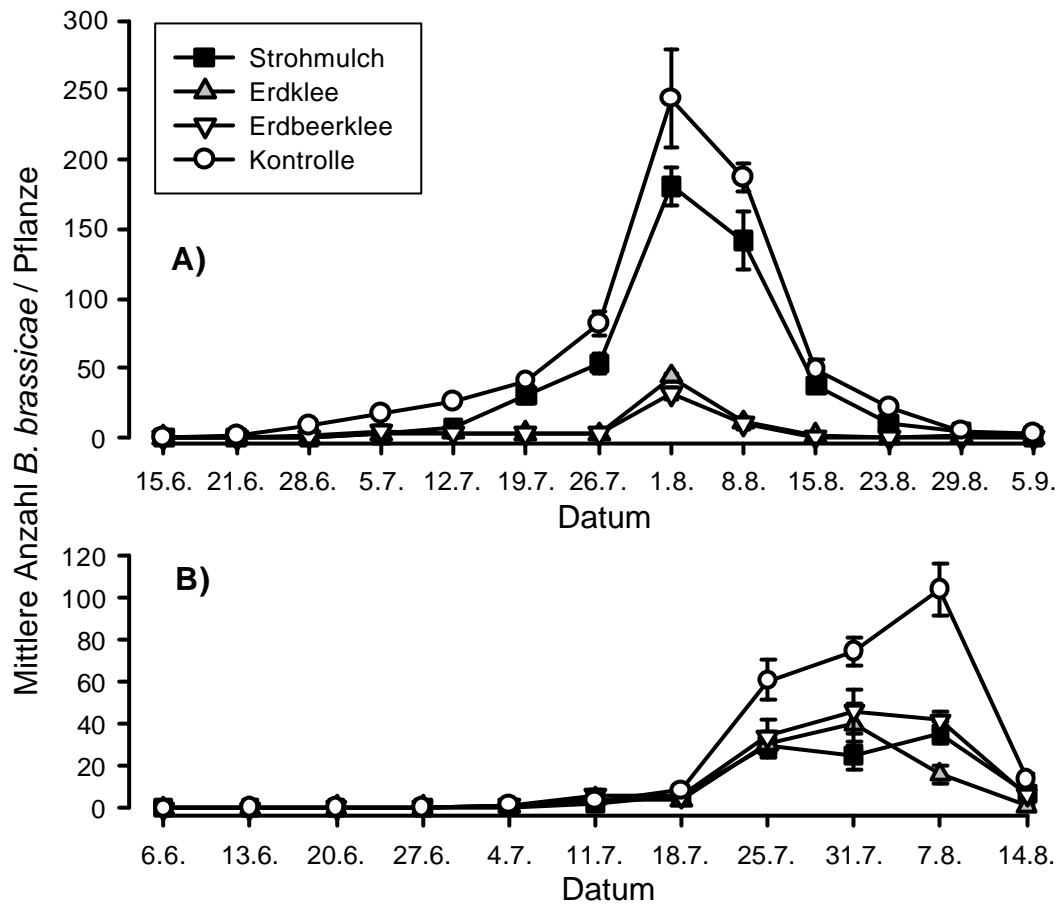 Mittlere Anzahl B. brassicae / Pflanze
300
250
200
150
100
50
0
Strohmulch
Erdklee
Erdbeerklee
Kontrolle
A)
15.6. 21.6. 28.6. 5.7. 12.7. 19.7. 26.7. 1.8. 8.8. 15.8. 23.8. 29.8. 5.9.
Datum
120
100
80
60
40
20
0
B)
6.6. 13.6. 20.6. 27.6. 4.7. 11.7. 18.7. 25.7. 31.7. 7.8. 14.8.
Datum